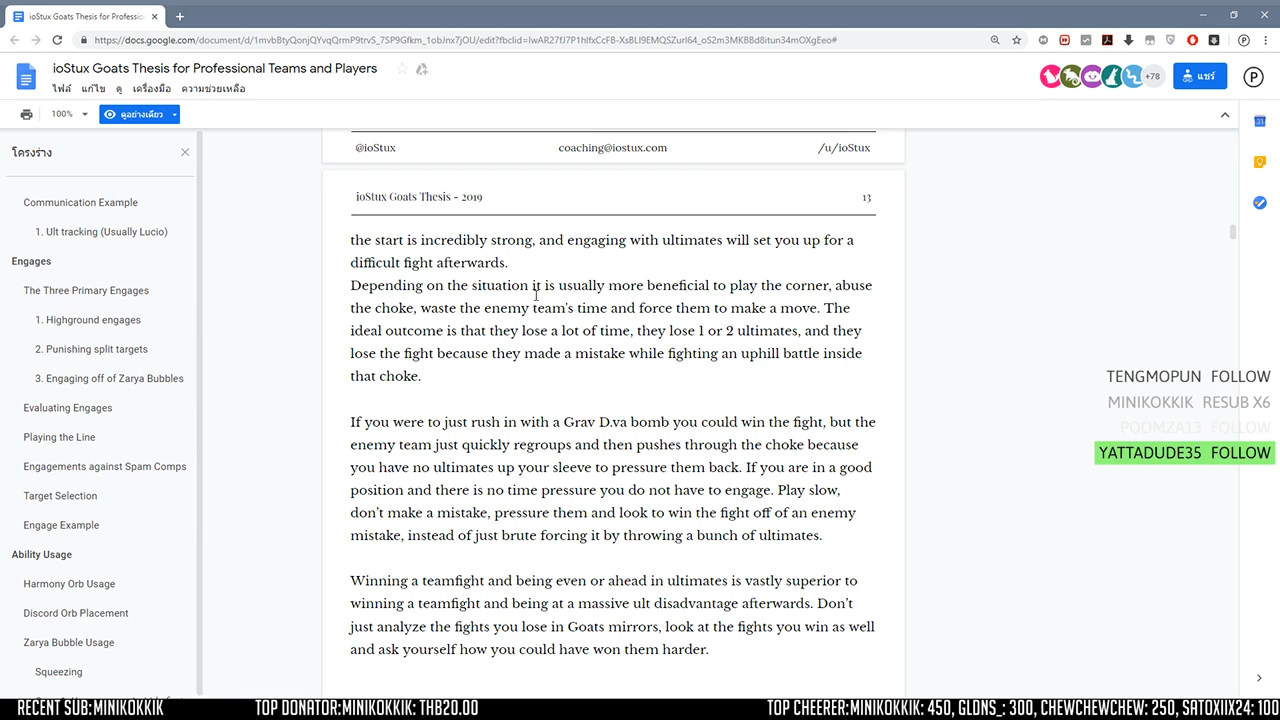 ioStux Goats Thesis for Professio
https://docs.google.com/document/d/1mvbBtyQonjQYvqQrmP9trvS_7SP9Gfkm_1obJnx7jOU/edit?fbclid=IwAR27fJ7P1hIfxCcFB-XsBLI9EMQSZurl64_oS2m3MKBBd8itun34mOXgEeo#
ioStux Goats Thesis for Professional Teams and Players
ไฟล์ แก้ไข ดู เครื่องมือ ความช่วยเหลือ
+78
แชร์
P
100%
ดูอย่างเดียว
โครงร่าง
Communication Example
1. Ult tracking (Usually Lucio)
Engages
The Three Primary Engages
1. Highground engages
2. Punishing split targets
3. Engaging off of Zarya Bubbles
Evaluating Engages
Playing the Line
Engagements against Spam Comps
Target Selection
Engage Example
Ability Usage
Harmony Orb Usage
Discord Orb Placement
Zarya Bubble Usage
Squeezing
@ioStux coaching@iostux.com /u/ioStux
ioStux Goats Thesis - 2019 13
the start is incredibly strong, and engaging with ultimates will set you up for a
difficult fight afterwards.
Depending on the situation it is usually more beneficial to play the corner, abuse
the choke, waste the enemy team's time and force them to make a move. The
ideal outcome is that they lose a lot of time, they lose 1 or 2 ultimates, and they
lose the fight because they made a mistake while fighting an uphill battle inside
that choke.
If you were to just rush in with a Grav D.va bomb you could win the fight, but the
enemy team just quickly regroups and then pushes through the choke because
you have no ultimates up your sleeve to pressure them back. If you are in a good
position and there is no time pressure you do not have to engage. Play slow,
don't make a mistake, pressure them and look to win the fight off of an enemy
mistake, instead of just brute forcing it by throwing a bunch of ultimates.
Winning a teamfight and being even or ahead in ultimates is vastly superior to
winning a teamfight and being at a massive ult disadvantage afterwards. Don't
just analyze the fights you lose in Goats mirrors, look at the fights you win as well
and ask yourself how you could have won them harder.
TENGMOPUN FOLLOW
MINIKOKKIK RESUB X6
POOMZA13 FOLLOW
YATTADUDE35 FOLLOW
RECENT SUB:MINIKOKKIK TOP DONATOR:MINIKOKKIK: THB20.00 TOP CHEERER:MINIKOKKIK: 450, GLDNS_: 300, CHEWCHEWCHEW: 250, SATOXIIX24: 100